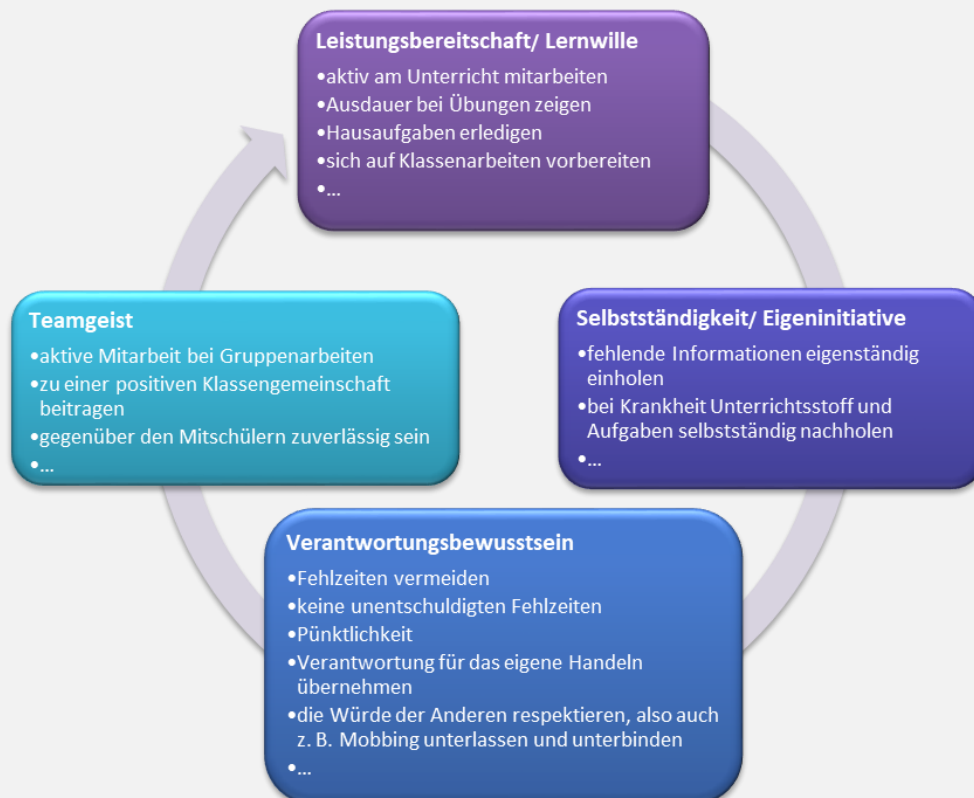 Leistungsbereitschaft/ Lernwille
•aktiv am Unterricht mitarbeiten
•Ausdauer bei Übungen zeigen
•Hausaufgaben erledigen
•sich auf Klassenarbeiten vorbereiten
•...
Selbstständigkeit/ Eigeninitiative
•fehlende Informationen eigenständig
einholen
•bei Krankheit Unterrichtsstoff und
Aufgaben selbstständig nachholen
•...
Verantwortungsbewusstsein
•Fehlzeiten vermeiden
•keine unentschuldigten Fehlzeiten
•Pünktlichkeit
•Verantwortung für das eigene Handeln
übernehmen
•die Würde der Anderen respektieren, also auch
z. B. Mobbing unterlassen und unterbinden
•...
Teamgeist
•aktive Mitarbeit bei Gruppenarbeiten
•zu einer positiven Klassengemeinschaft
beitragen
•gegenüber den Mitschülern zuverlässig sein
•...